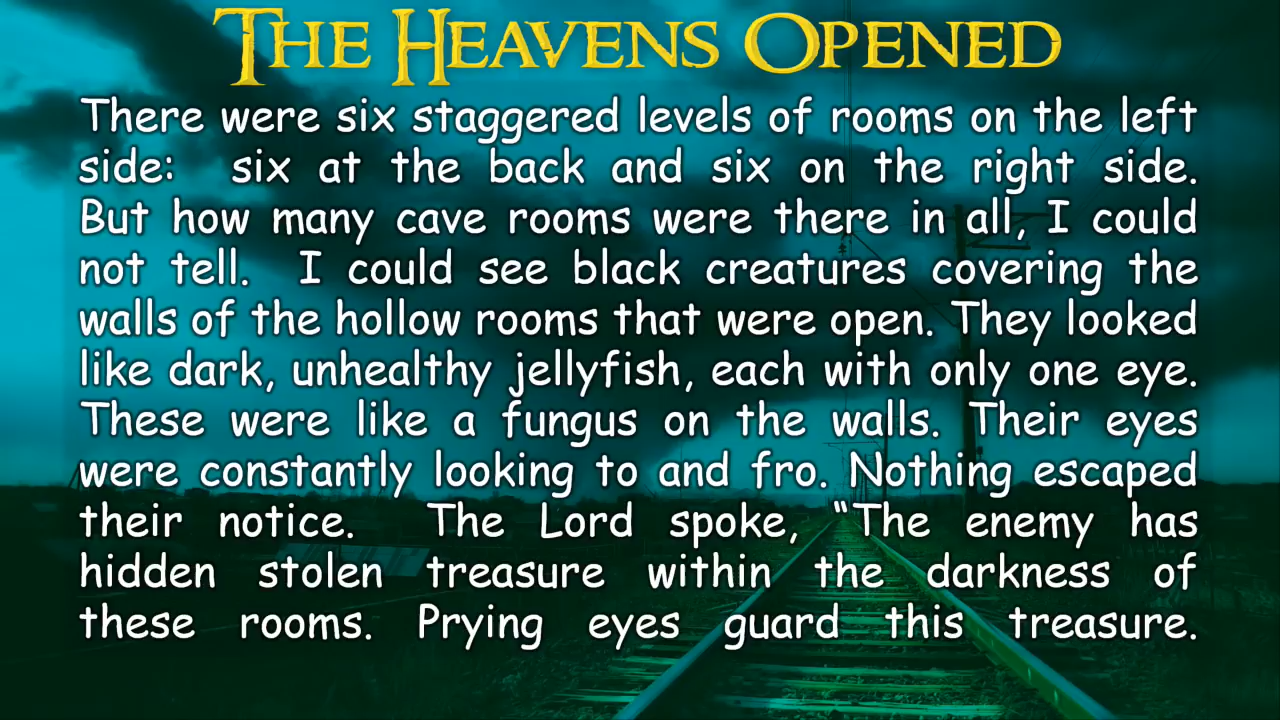 THE HEAVENS OPENED
There were six staggered levels of rooms on the left
side: six at the back and six on the right side.
But how many cave rooms were there in all, I could
not tell. I could see black creatures covering the
walls of the hollow rooms that were open. They looked
like dark, unhealthy jellyfish, each with only one eye.
These were like a fungus on the walls. Their eyes
were constantly looking to and fro. Nothing escaped
their notice. The Lord spoke, “The enemy has
hidden stolen treasure within the darkness of
these rooms. Prying eyes guard this treasure.